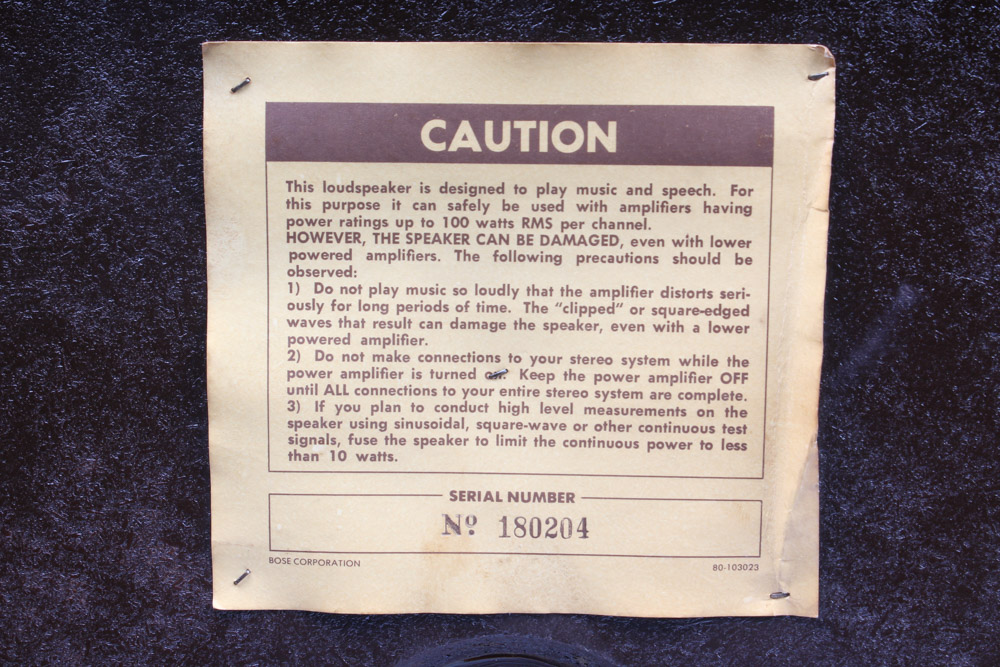 CAUTION
This loudspeaker is designed to play music and speech. For
this purpose it can safely be used with amplifiers having
power ratings up to 100 watts RMS per channel.
HOWEVER, THE SPEAKER CAN BE DAMAGED, even with lower
powered amplifiers. The following precautions should be
observed:
1) Do not play music so loudly that the amplifier distorts seri-
ously for long periods of time. The “clipped” or square-edged
waves that result can damage the speaker, even with a lower
powered amplifier.
2) Do not make connections to your stereo system while the
power amplifier is turned Keep the power amplifier OFF
until ALL connections to your entire stereo system are complete.
3) If you plan to conduct high level measurements on the
speaker using sinusoidal, square-wave or other continuous test
signals, fuse the speaker to limit the continuous power to less
than 10 watts.
SERIAL NUMBER
Nº 180204
BOSE CORPORATION
80-103023